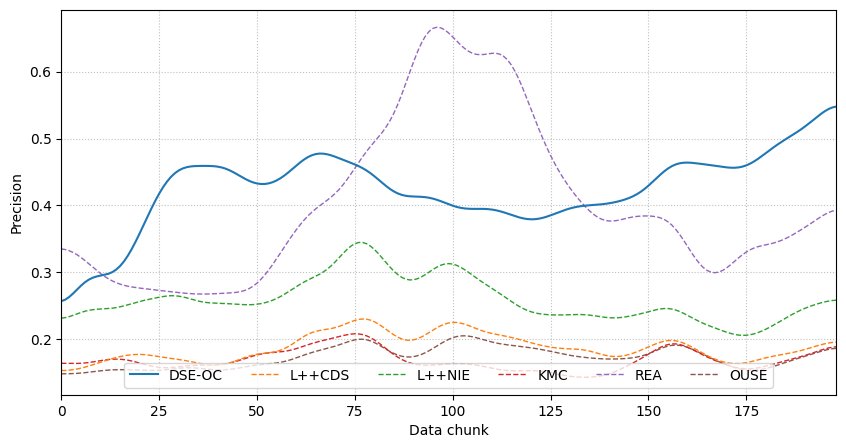 Precision
0.6
0.5
0.4
0.3
0.2
DSE-OC L++CDS L++NIE KMC REA OUSE
0 25 50 75 100 125 150 175
Data chunk